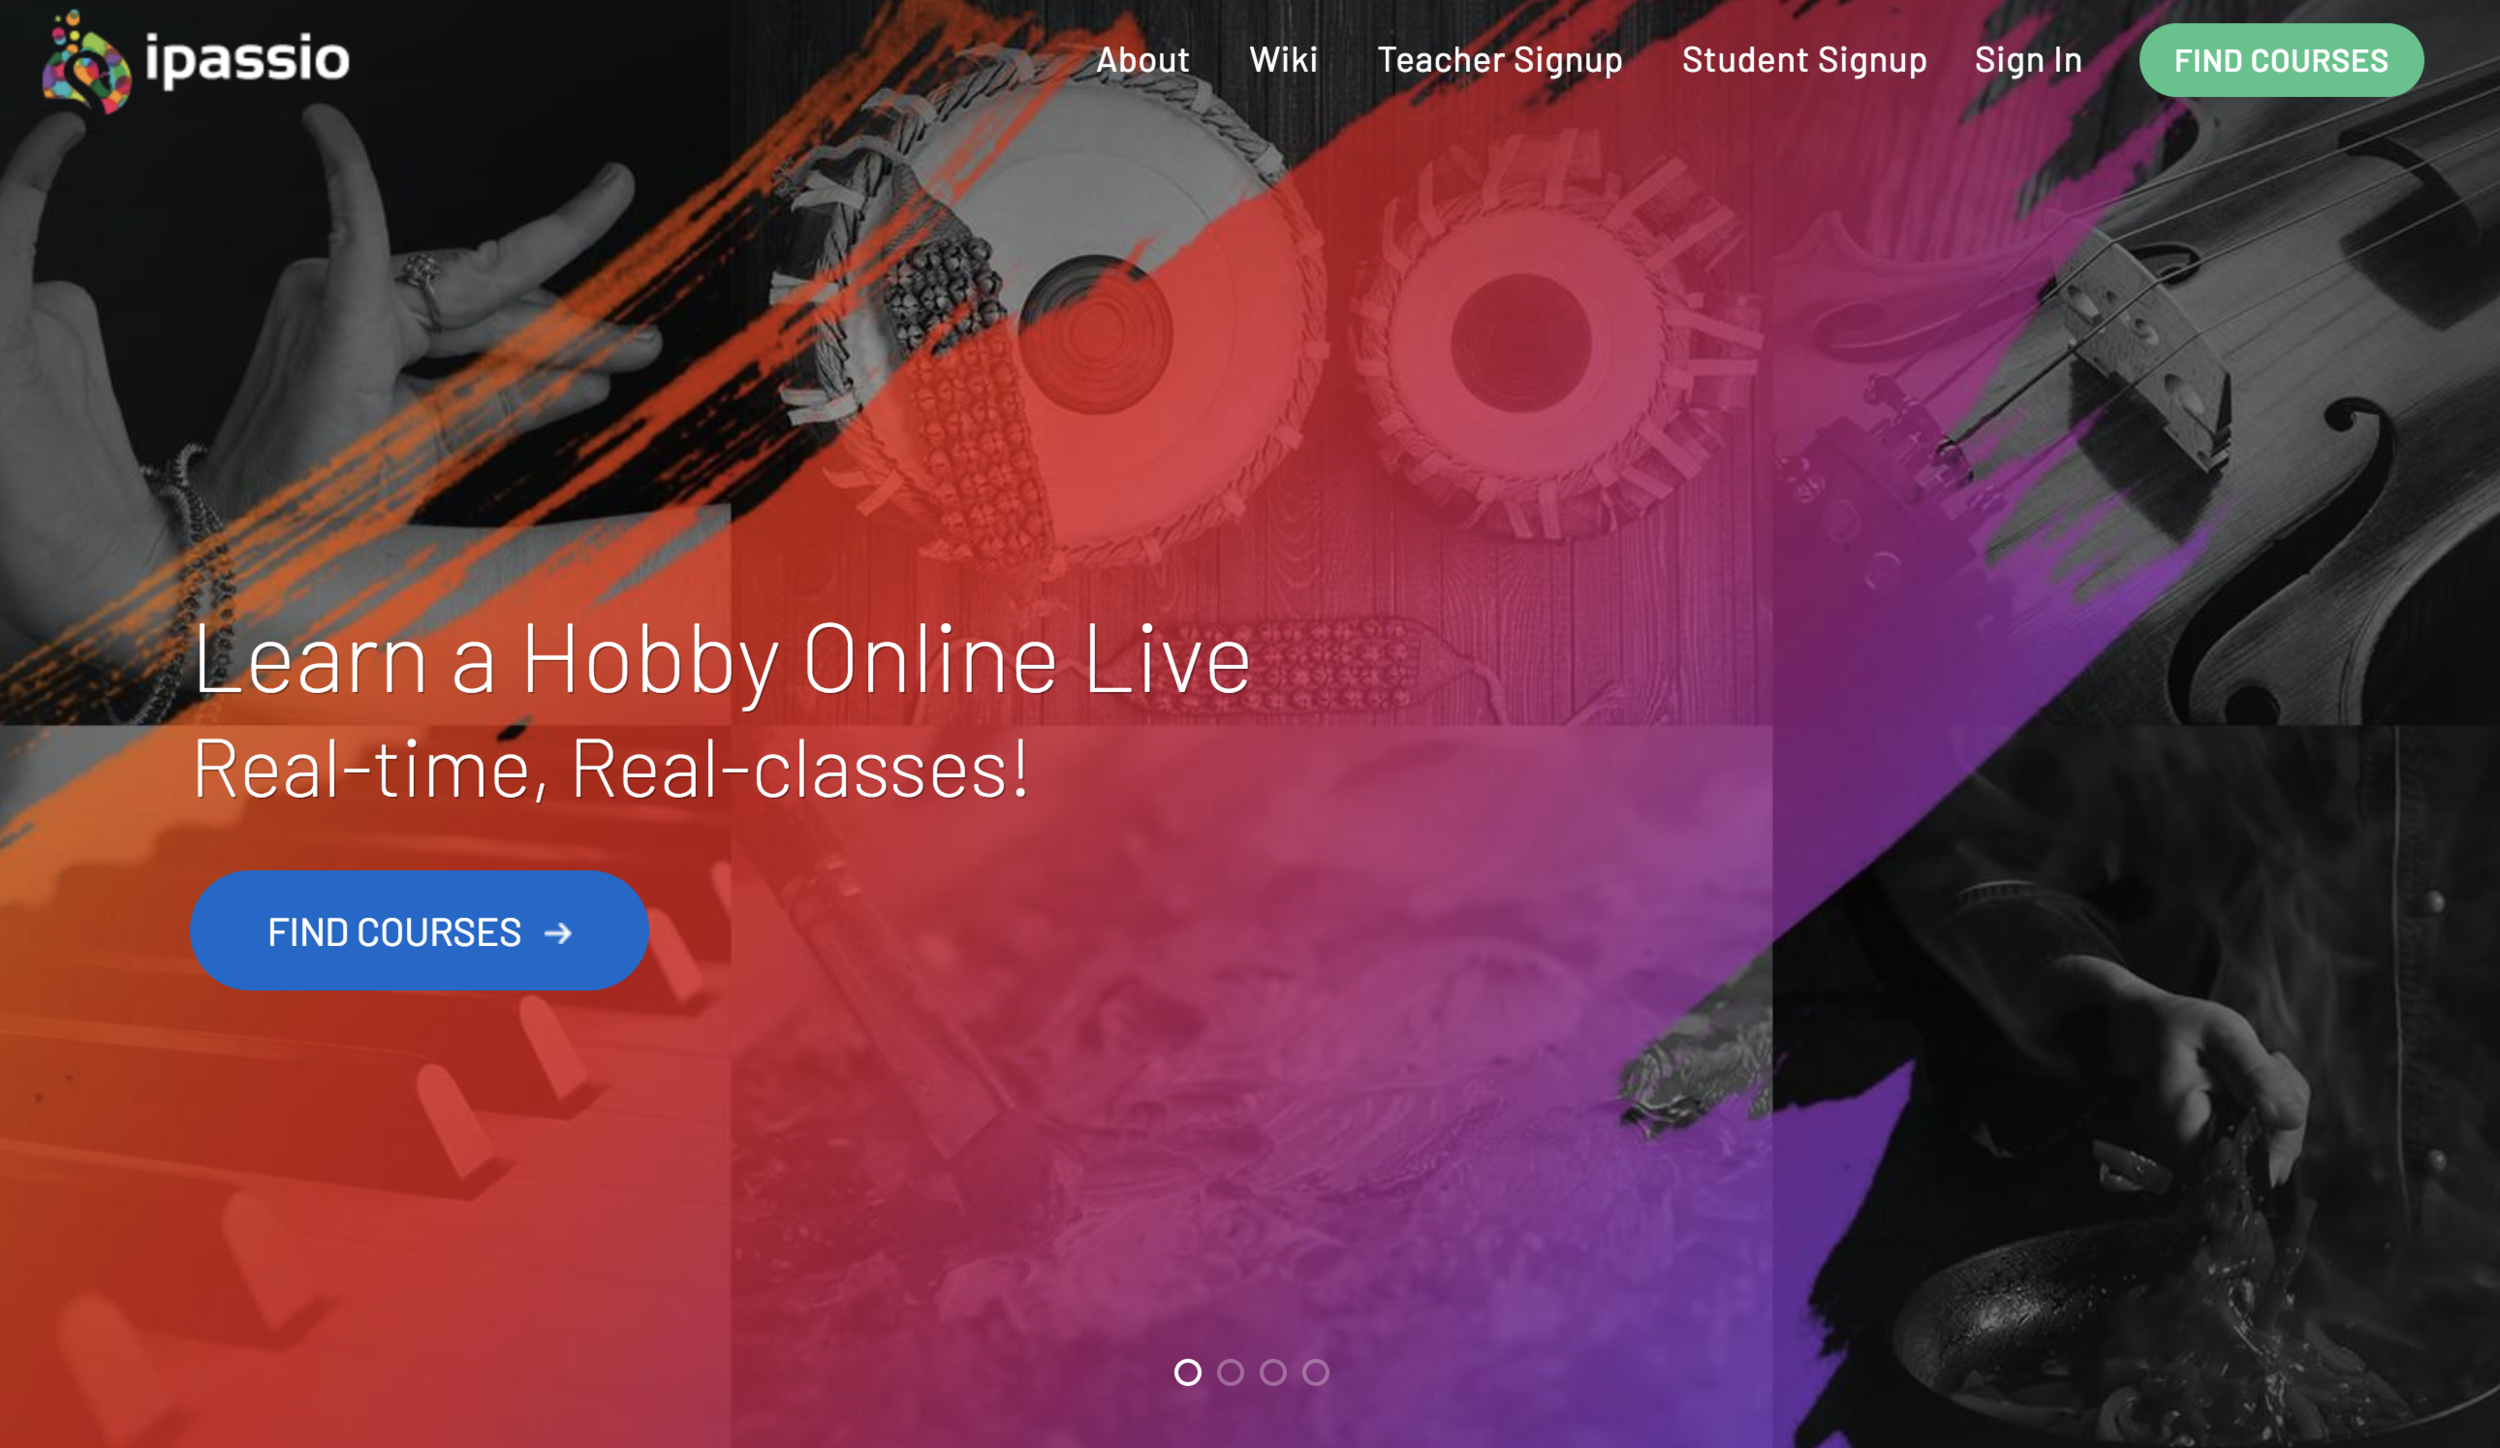 ipassio
About Wiki Teacher Signup Student Signup Sign In FIND COURSES
Learn a Hobby Online Live
Real-time, Real-classes!
FIND COURSES →